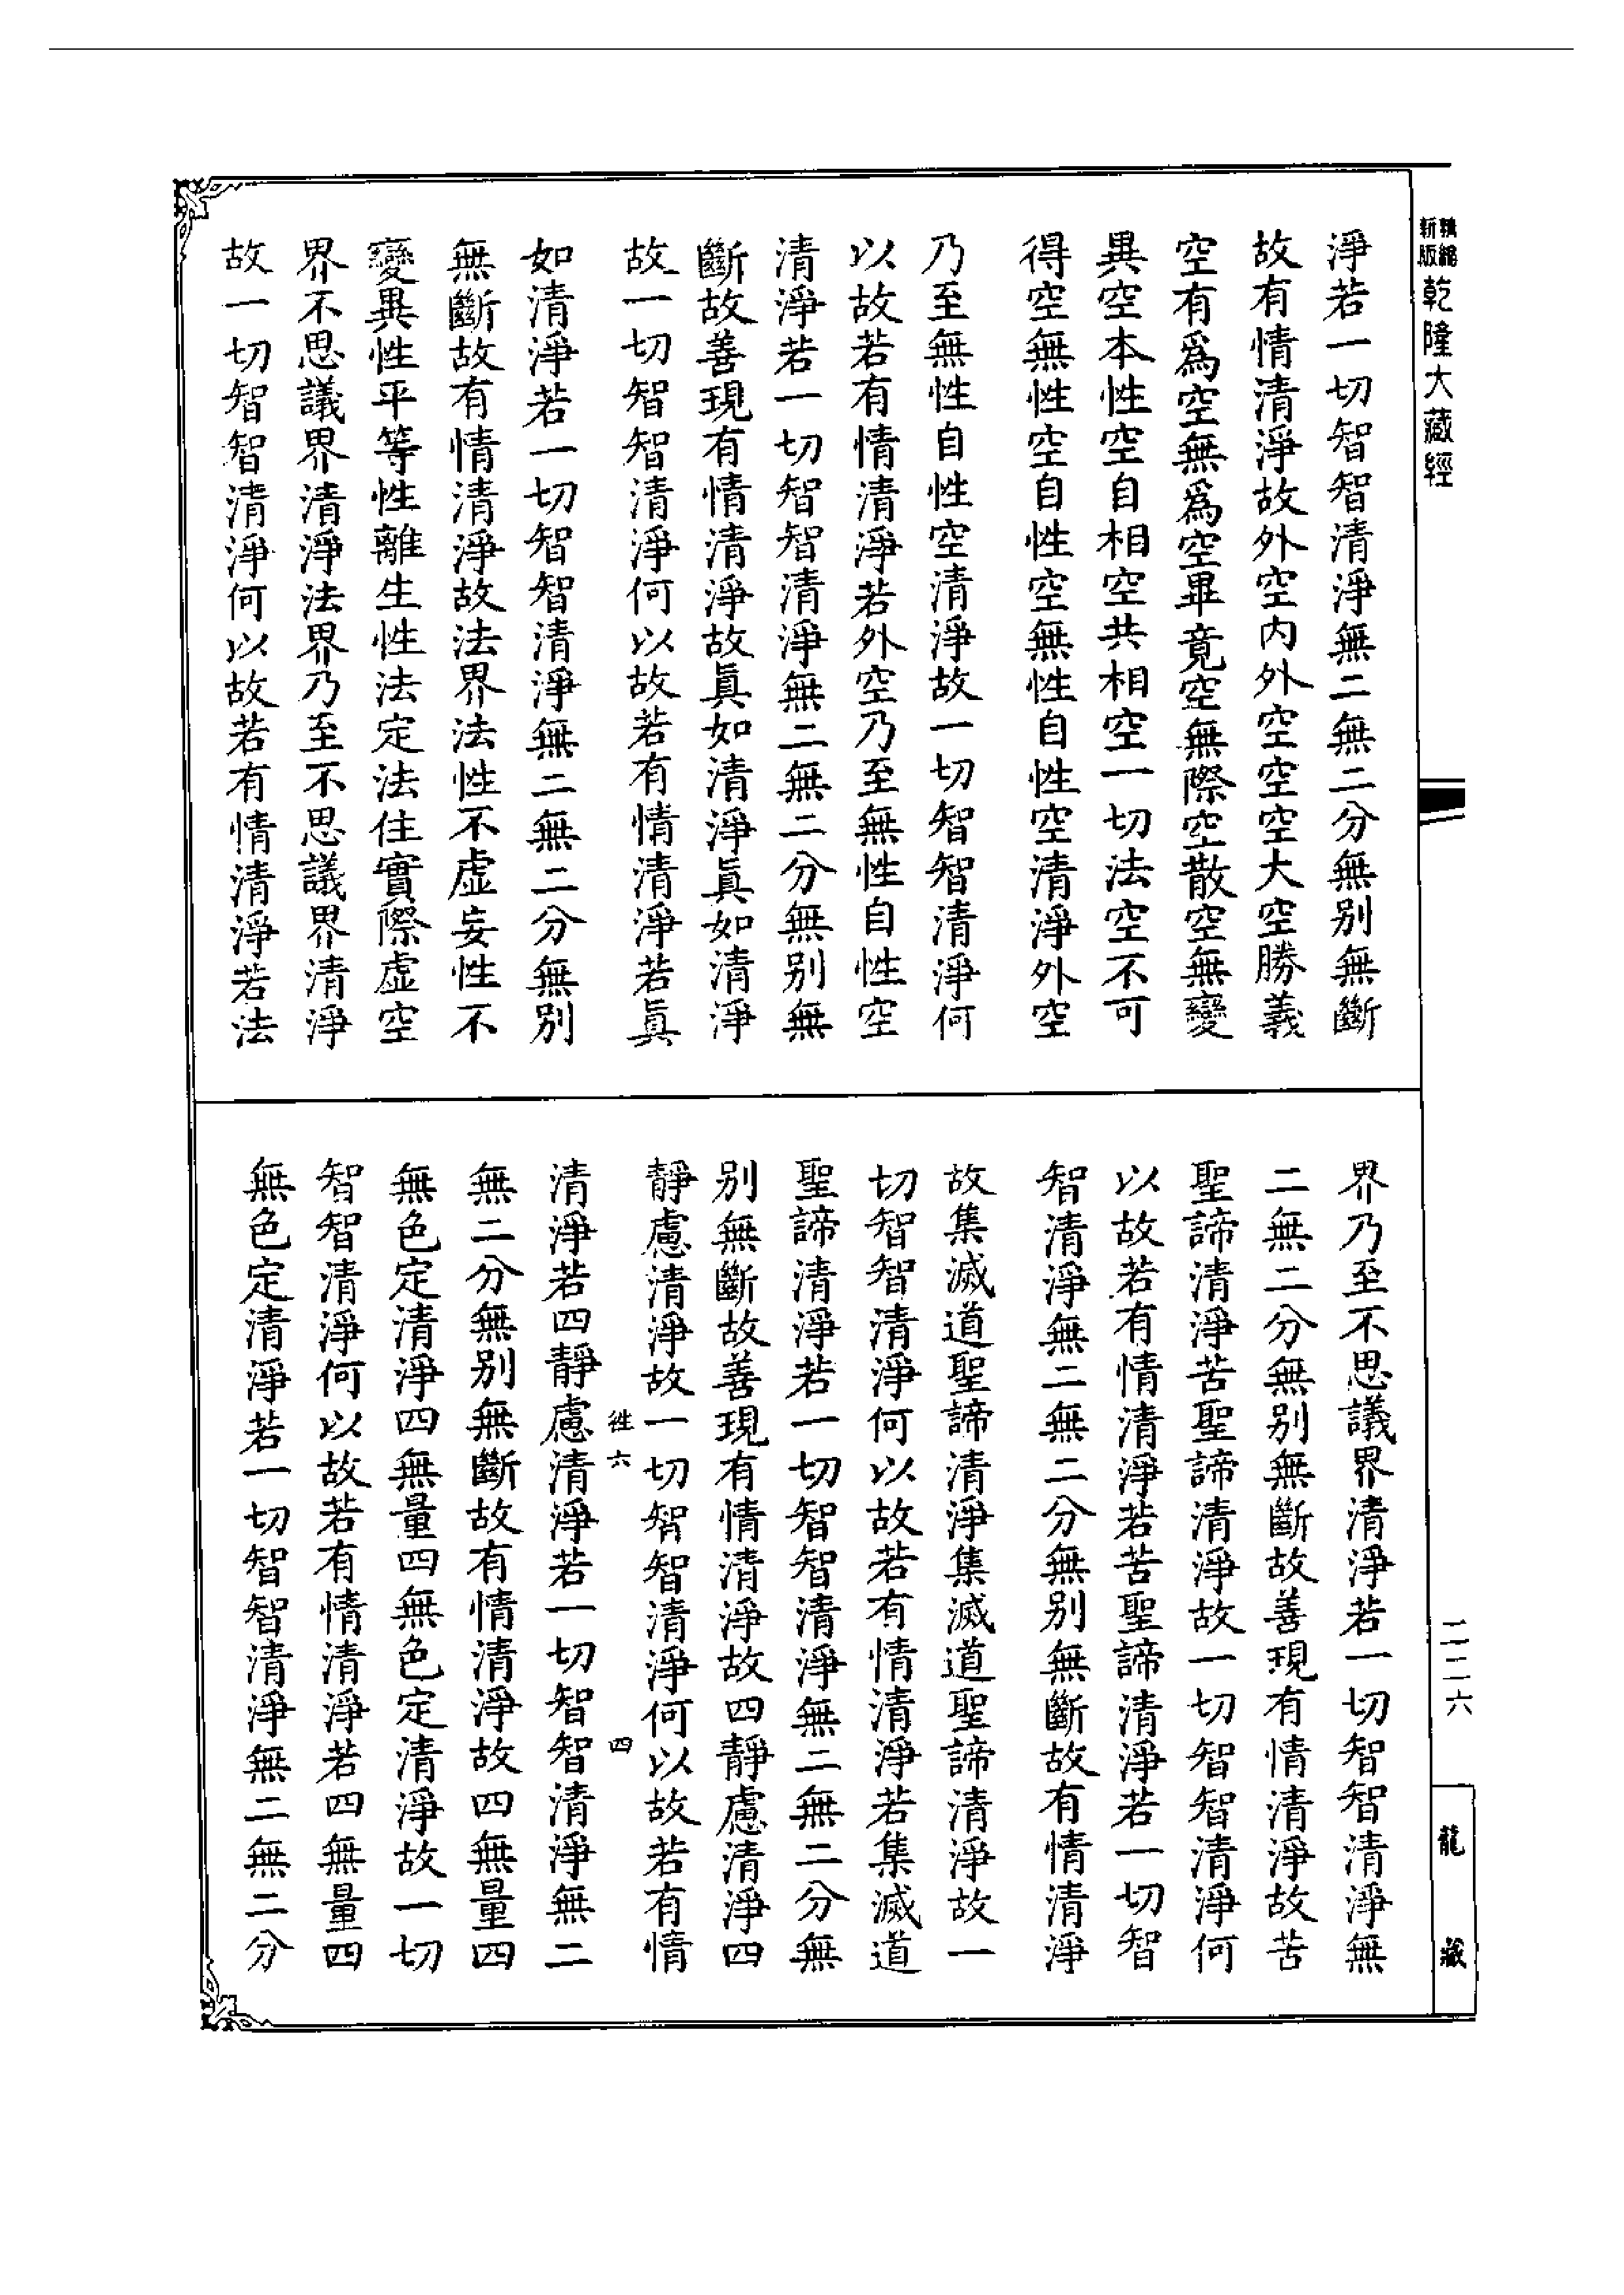 新編
新版
乾隆大藏經
淨若一切智智清淨無二無二分無别無斷
故有情清淨故外空内外空空空大空勝義
空有爲空無爲空畢竟空無際空散空無變
異空本性空自相空共相空一切法空不可
得空無性空自性空無性自性空清淨外空
乃至無性自性空清淨故一切智智清淨何
以故若有情清淨若外空乃至無性自性空
清淨若一切智智清淨無二無二分無别無
斷故善現有情清淨故眞如清淨眞如清淨
故一切智智清淨何以故若有情清淨若眞
如清淨若一切智智清淨無二無二分無别
無斷故有情清淨故法界法性不虛妄性不
變異性平等性離生性法定法住實際虛空
界不思議界清淨法界乃至不思議界清淨
故一切智智清淨何以故若有情清淨若法
界乃至不思議界清淨若一切智智清淨無
二無二分無别無斷故善現有情清淨故苦
聖諦清淨苦聖諦清淨故一切智智清淨何
以故若有情清淨若苦聖諦清淨若一切智
智清淨無二無二分無别無斷故有情清淨
故集滅道聖諦清淨集滅道聖諦清淨故一
切智智清淨何以故若有情清淨若集滅道
聖諦清淨若一切智智清淨無二無二分無
别無斷故善現有情清淨故四靜慮清淨四
靜慮清淨故一切智智清淨何以故若有情
六 四
清淨若四靜慮清淨若一切智智清淨無二
無二分無别無斷故有情清淨故四無量四
無色定清淨四無量四無色定清淨故一切
智智清淨何以故若有情清淨若四無量四
無色定清淨若一切智智清淨無二無二分
二二六
龍藏